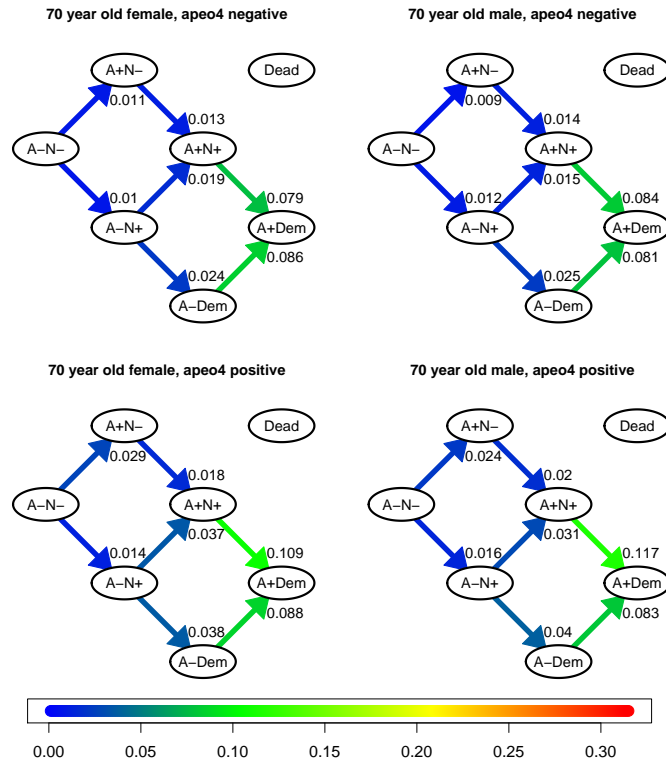 70 year old female, apeo4 negative
A+N−
Dead
0.011
0.013
A−N−
A+N+
0.01
0.019
0.079
A−N+
A+Dem
0.024
0.086
A−Dem
70 year old male, apeo4 negative
A+N−
Dead
0.009
0.014
A−N−
A+N+
0.012
0.015
0.084
A−N+
A+Dem
0.025
0.081
A−Dem
70 year old female, apeo4 positive
A+N−
Dead
0.029
0.018
A−N−
A+N+
0.014
0.037
0.109
A−N+
A+Dem
0.038
0.088
A−Dem
70 year old male, apeo4 positive
A+N−
Dead
0.024
0.02
A−N−
A+N+
0.016
0.031
0.117
A−N+
A+Dem
0.04
0.083
A−Dem
0.00 0.05 0.10 0.15 0.20 0.25 0.30